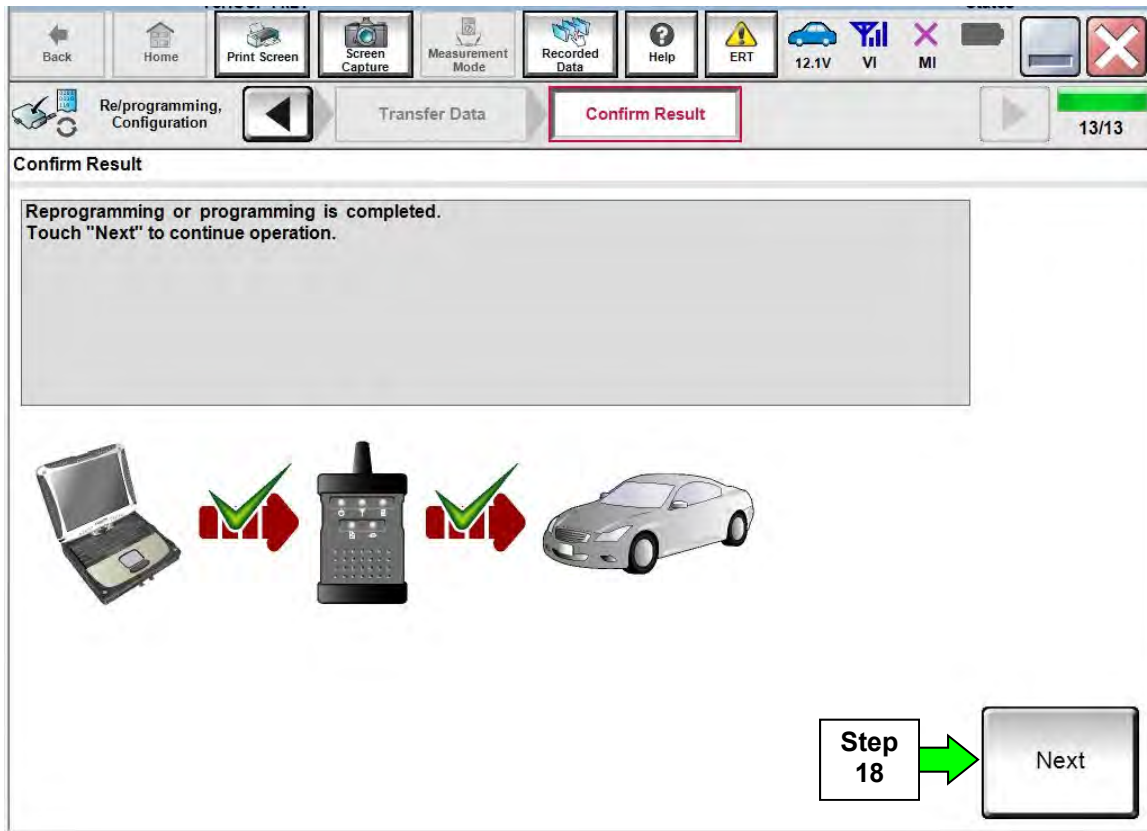 Back
Home
Print Screen
Screen
Capture
Measurement
Mode
Recorded
Data
Help
ERT
12.1V
VI
MI
Re/programming,
Configuration
Transfer Data
Confirm Result
13/13
Confirm Result
Reprogramming or programming is completed.
Touch "Next" to continue operation.
Step
18
Next